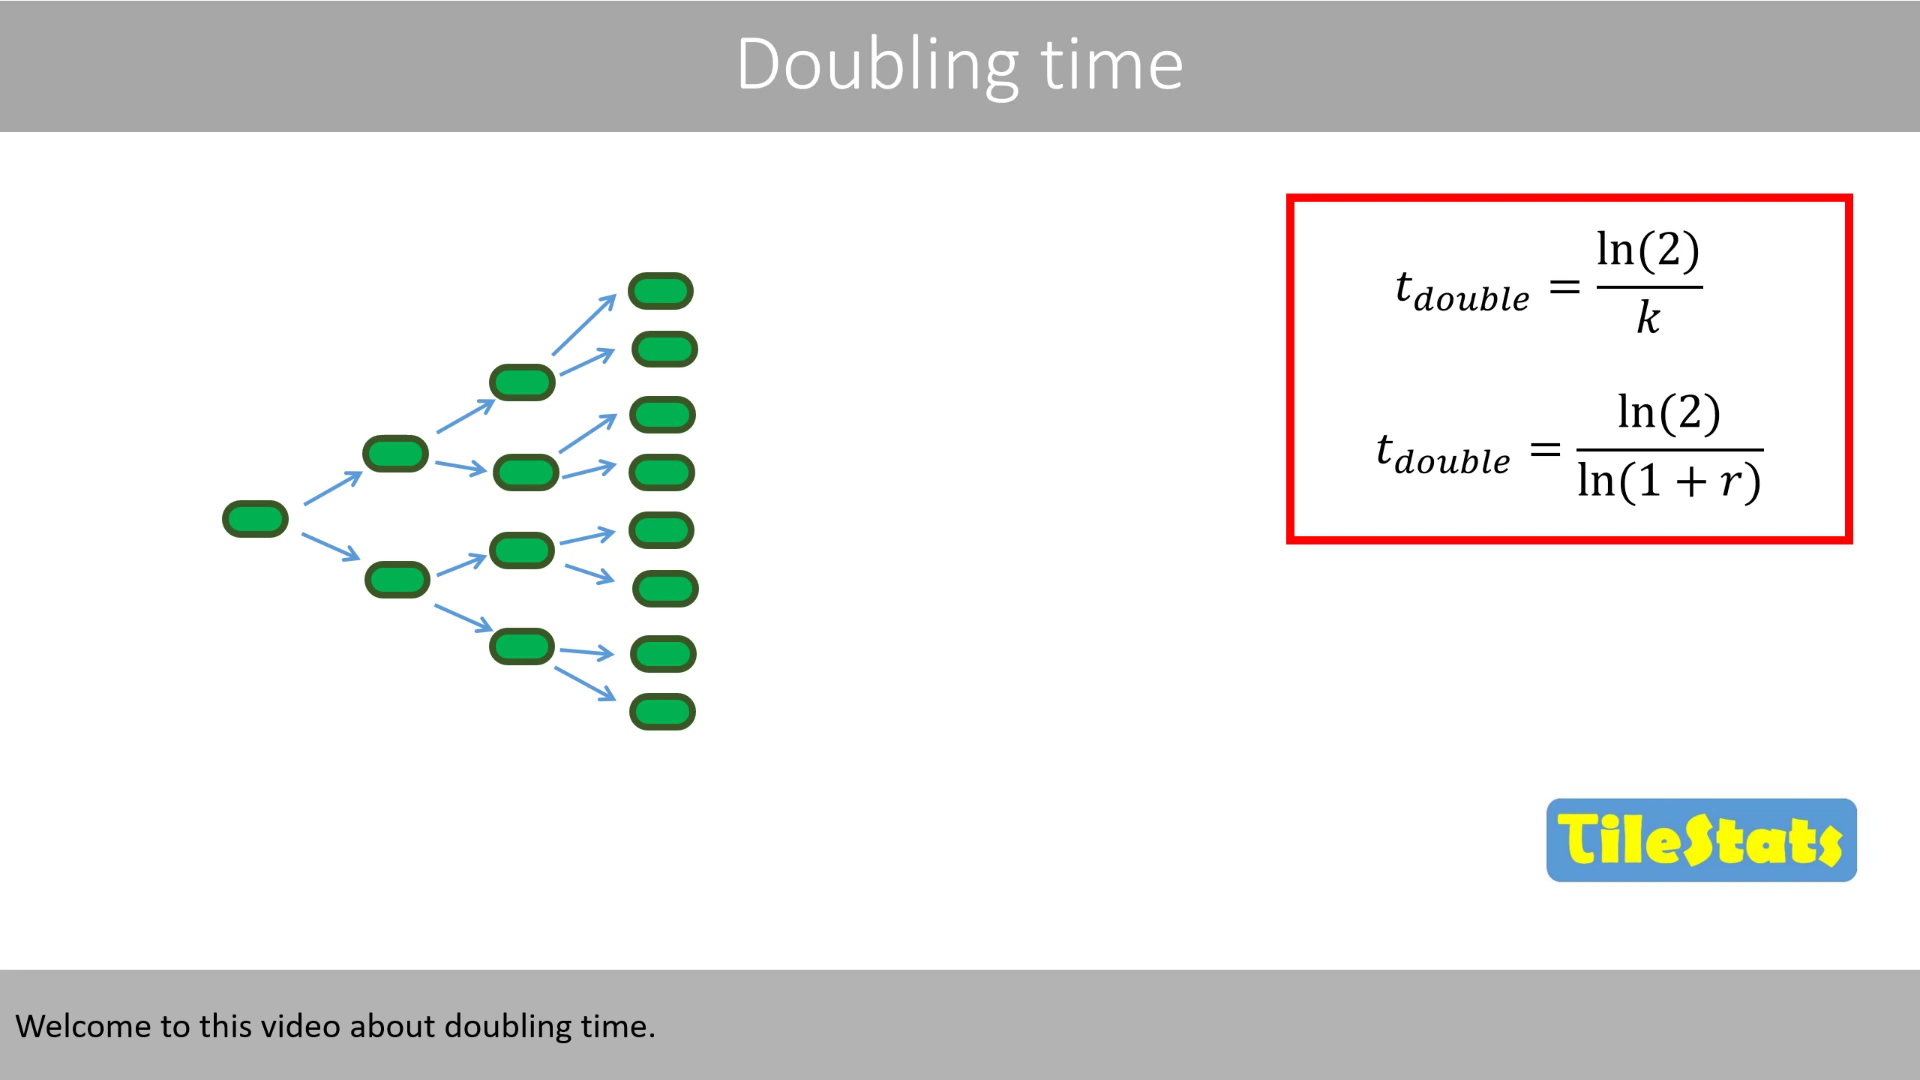 Doubling time
t_double = ln(2) / k
t_double = ln(2) / ln(1 + r)
TileStats
Welcome to this video about doubling time.